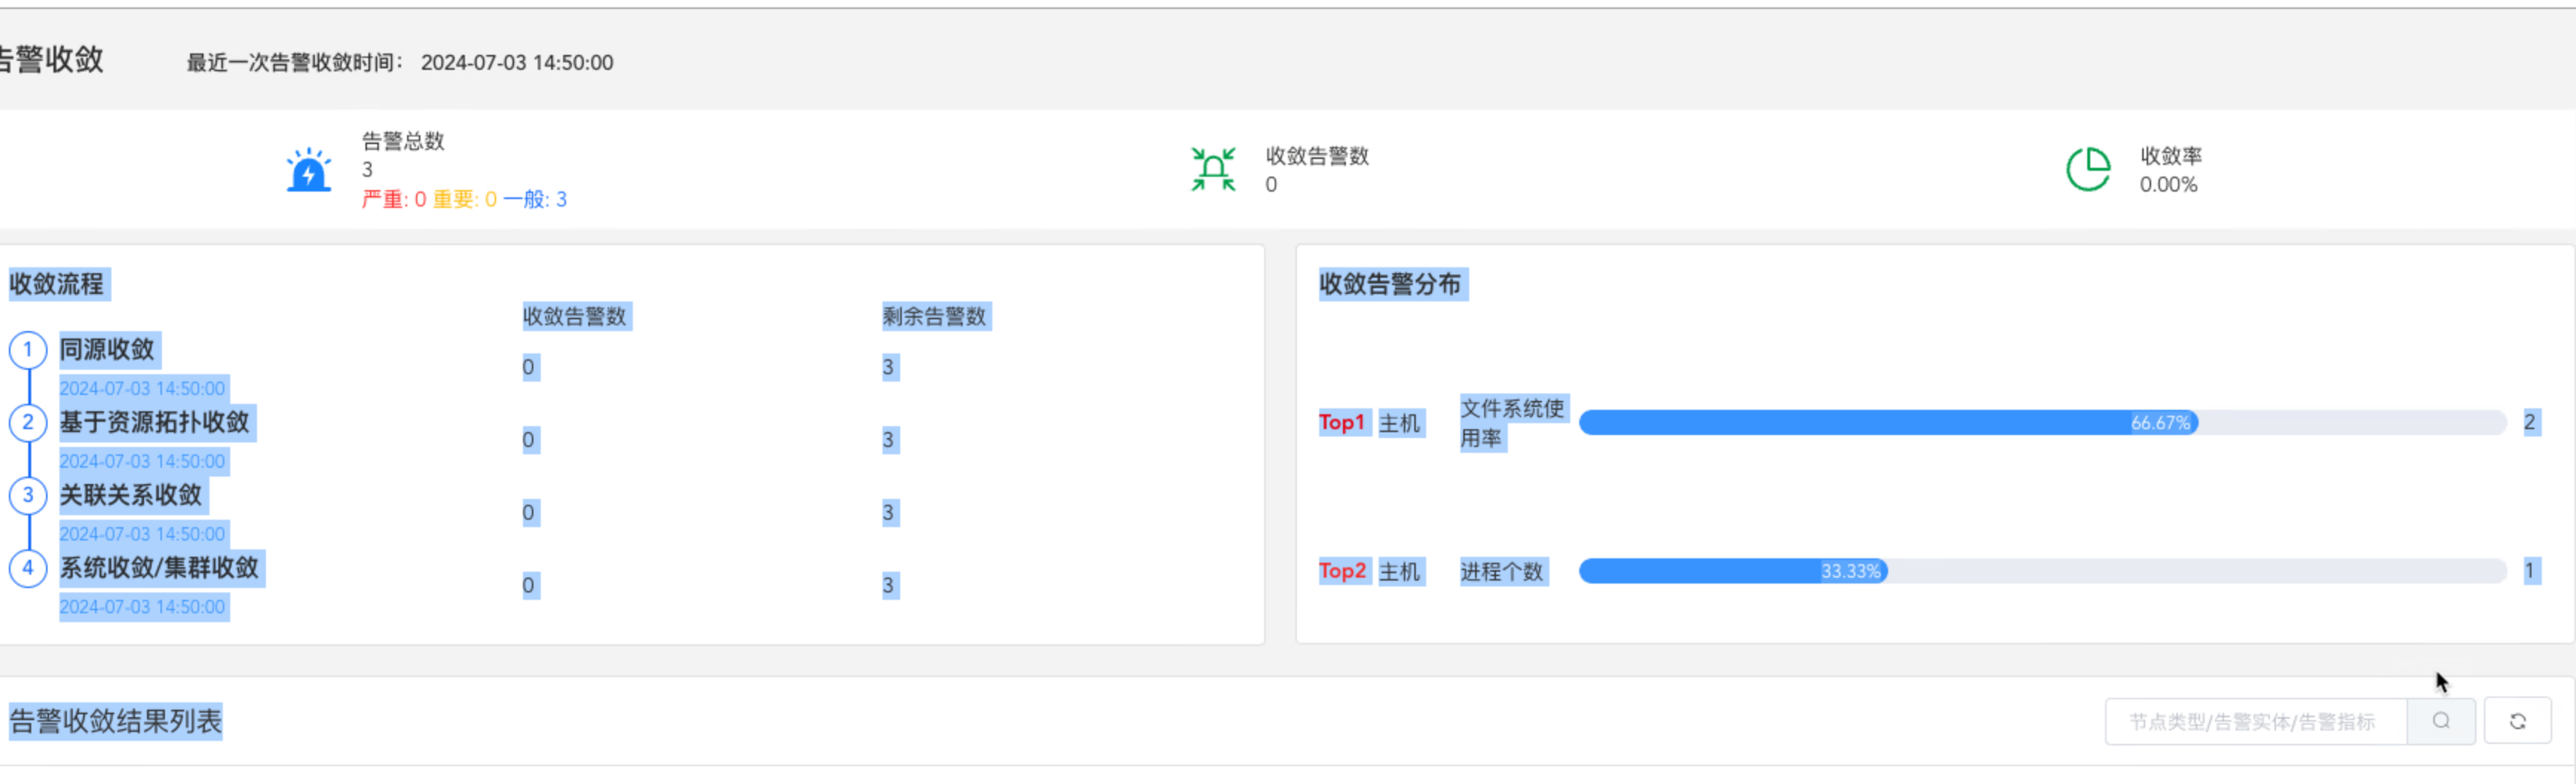 告警收敛
最近一次告警收敛时间： 2024-07-03 14:50:00
告警总数
3
严重: 0 重要: 0 一般: 3
收敛告警数
0
收敛率
0.00%
收敛流程
收敛告警数 剩余告警数
1 同源收敛
0 3
2024-07-03 14:50:00
2 基于资源拓扑收敛
0 3
2024-07-03 14:50:00
3 关联关系收敛
0 3
2024-07-03 14:50:00
4 系统收敛/集群收敛
0 3
2024-07-03 14:50:00
收敛告警分布
Top1 主机 文件系统使
用率
66.67% 2
Top2 主机 进程个数 33.33% 1
告警收敛结果列表
节点类型/告警实体/告警指标